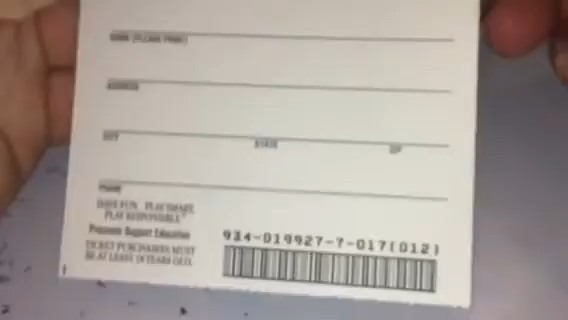 NAME (PLEASE PRINT)
ADDRESS
CITY STATE ZIP
PHONE
HAVE FUN. PLAY SMART.
PLAY RESPONSIBLY.®
Proceeds Support Education
TICKET PURCHASERS MUST
BE AT LEAST 18 YEARS OLD.
934-019927-7-017(012)